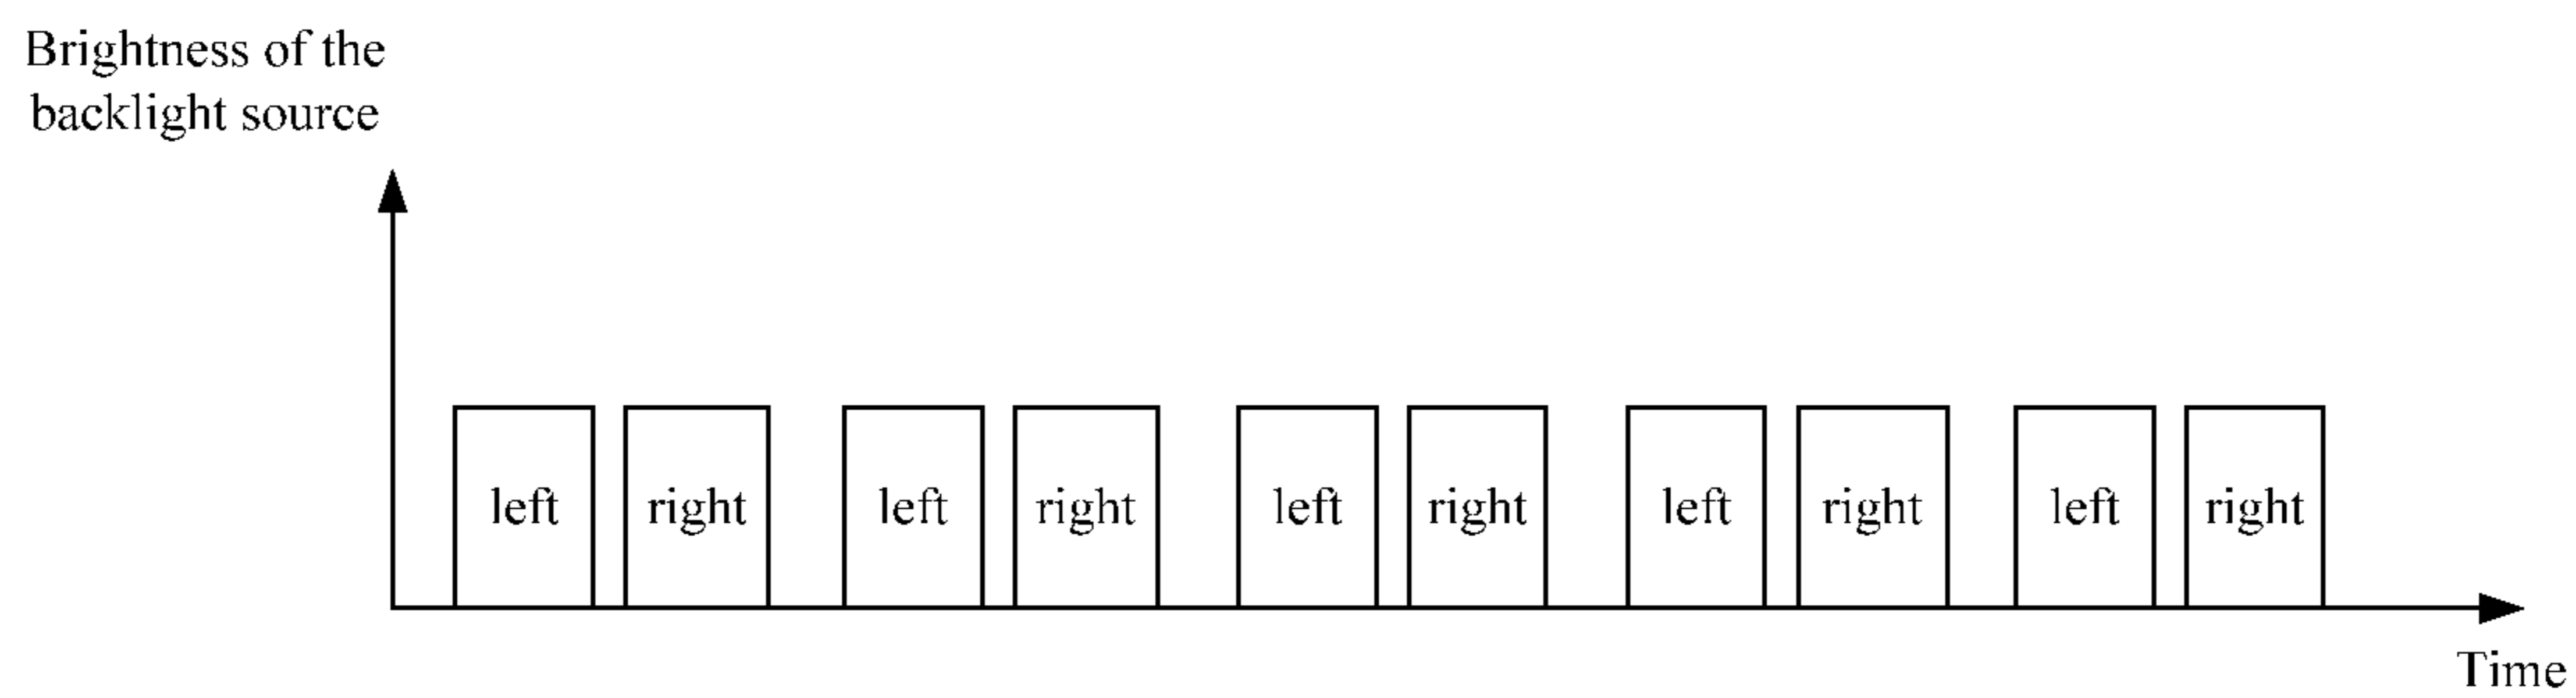 Brightness of the
backlight source
left right left right left right left right left right
Time